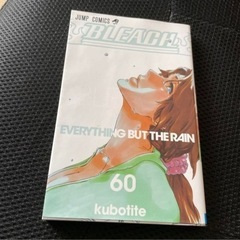 JUMP COMICS
BLEACH
EVERYTHING BUT THE RAIN
60
kubotite